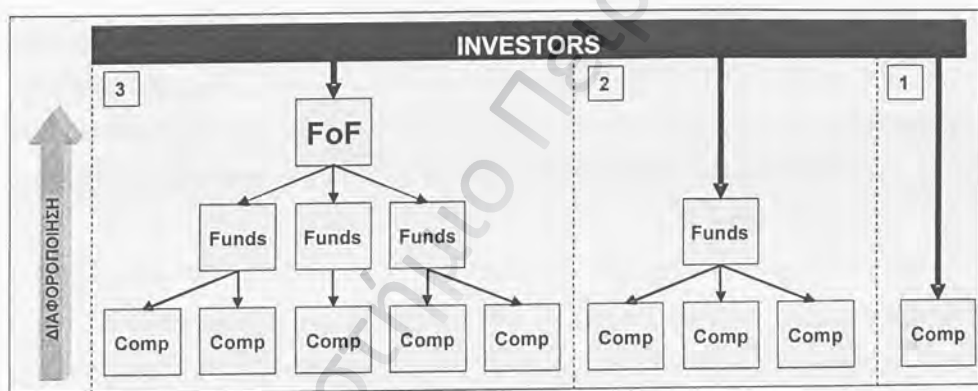 INVESTORS
3
2
1
FoF
Funds
Funds
Funds
Funds
Comp
Comp
Comp
Comp
Comp
Comp
Comp
Comp
Comp
ΔΙΑΦΟΡΟΠΟΙΗΣΗ